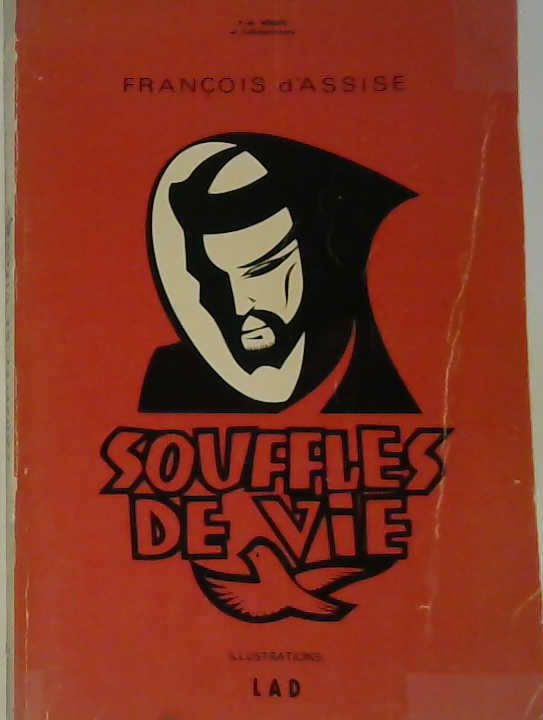 FRANÇOIS d'ASSISE
SOUFFLES
DE ViE
ILLUSTRATIONS:
LAD